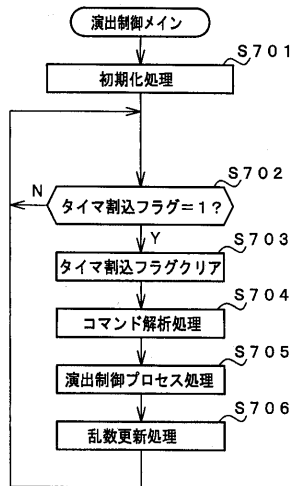 演出制御メイン
S701
初期化処理
S702
N
タイマ割込フラグ=1?
Y
S703
タイマ割込フラグクリア
S704
コマンド解析処理
S705
演出制御プロセス処理
S706
乱数更新処理